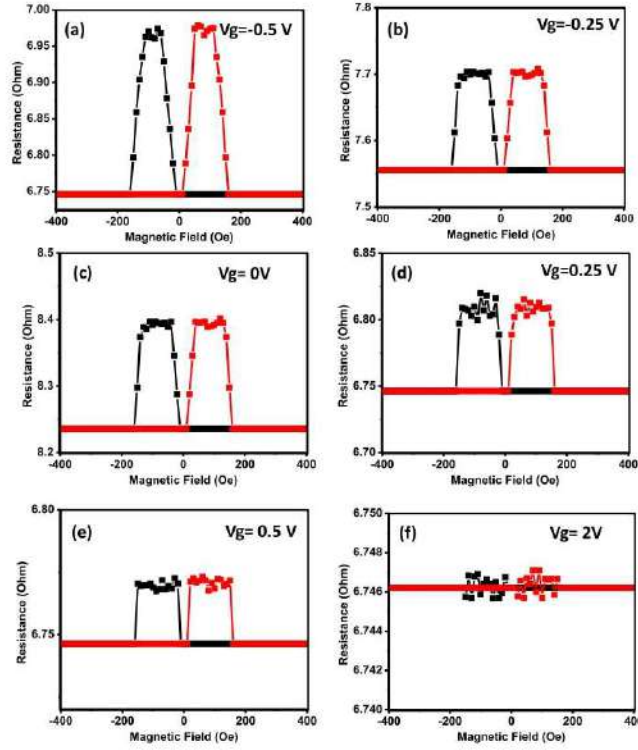 (a)
Vg=-0.5 V
7.00
6.95
6.90
6.85
6.80
6.75
Resistance (Ohm)
-400
-200
0
200
400
Magnetic Field (Oe)
(b)
Vg=-0.25 V
7.8
7.7
7.6
7.5
Resistance (Ohm)
-400
-200
0
200
400
Magnetic Field (Oe)
(c)
Vg= 0V
8.5
8.4
8.3
8.2
Resistance (Ohm)
-400
-200
0
200
400
Magnetic Field (Oe)
(d)
Vg=0.25 V
6.85
6.80
6.75
6.70
Resistance (Ohm)
-400
-200
0
200
400
Magnetic Field (Oe)
(e)
Vg= 0.5 V
6.80
6.75
Resistance (Ohm)
-400
-200
0
200
400
Magnetic Field (Oe)
(f)
Vg= 2V
6.750
6.748
6.746
6.744
6.742
6.740
Resistance (Ohm)
-400
-200
0
200
400
Magnetic Field (Oe)